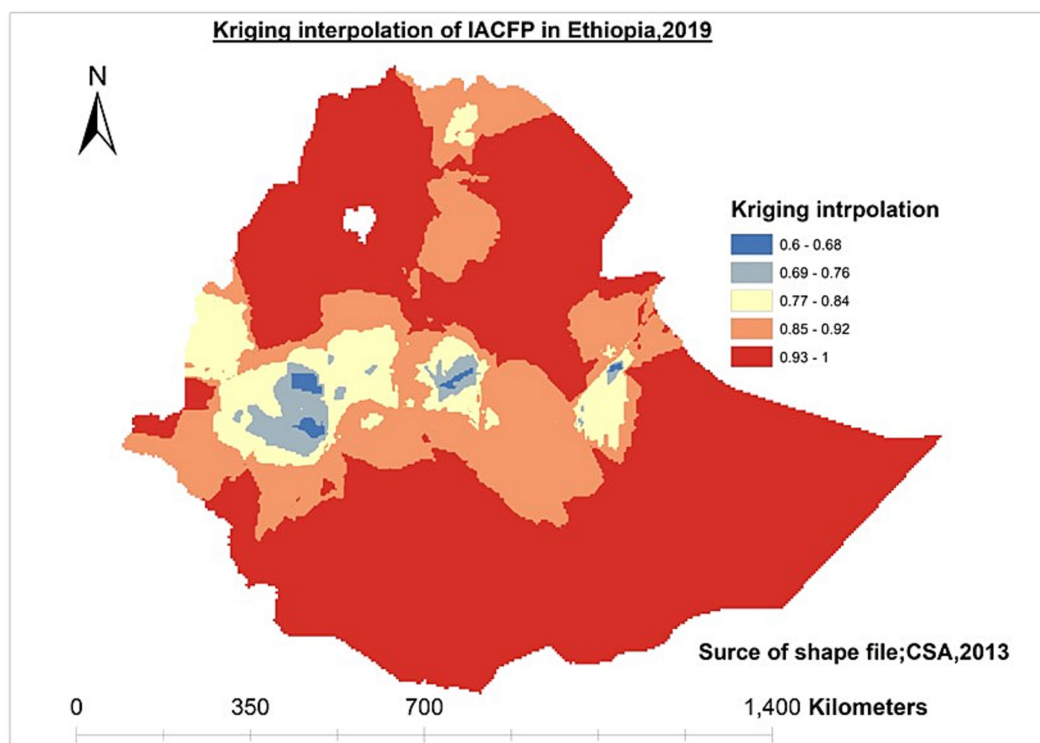 Kriging interpolation of IACFP in Ethiopia,2019
N
Kriging intrpolation
0.6 - 0.68
0.69 - 0.76
0.77 - 0.84
0.85 - 0.92
0.93 - 1
Surce of shape file;CSA,2013
0 350 700 1,400 Kilometers